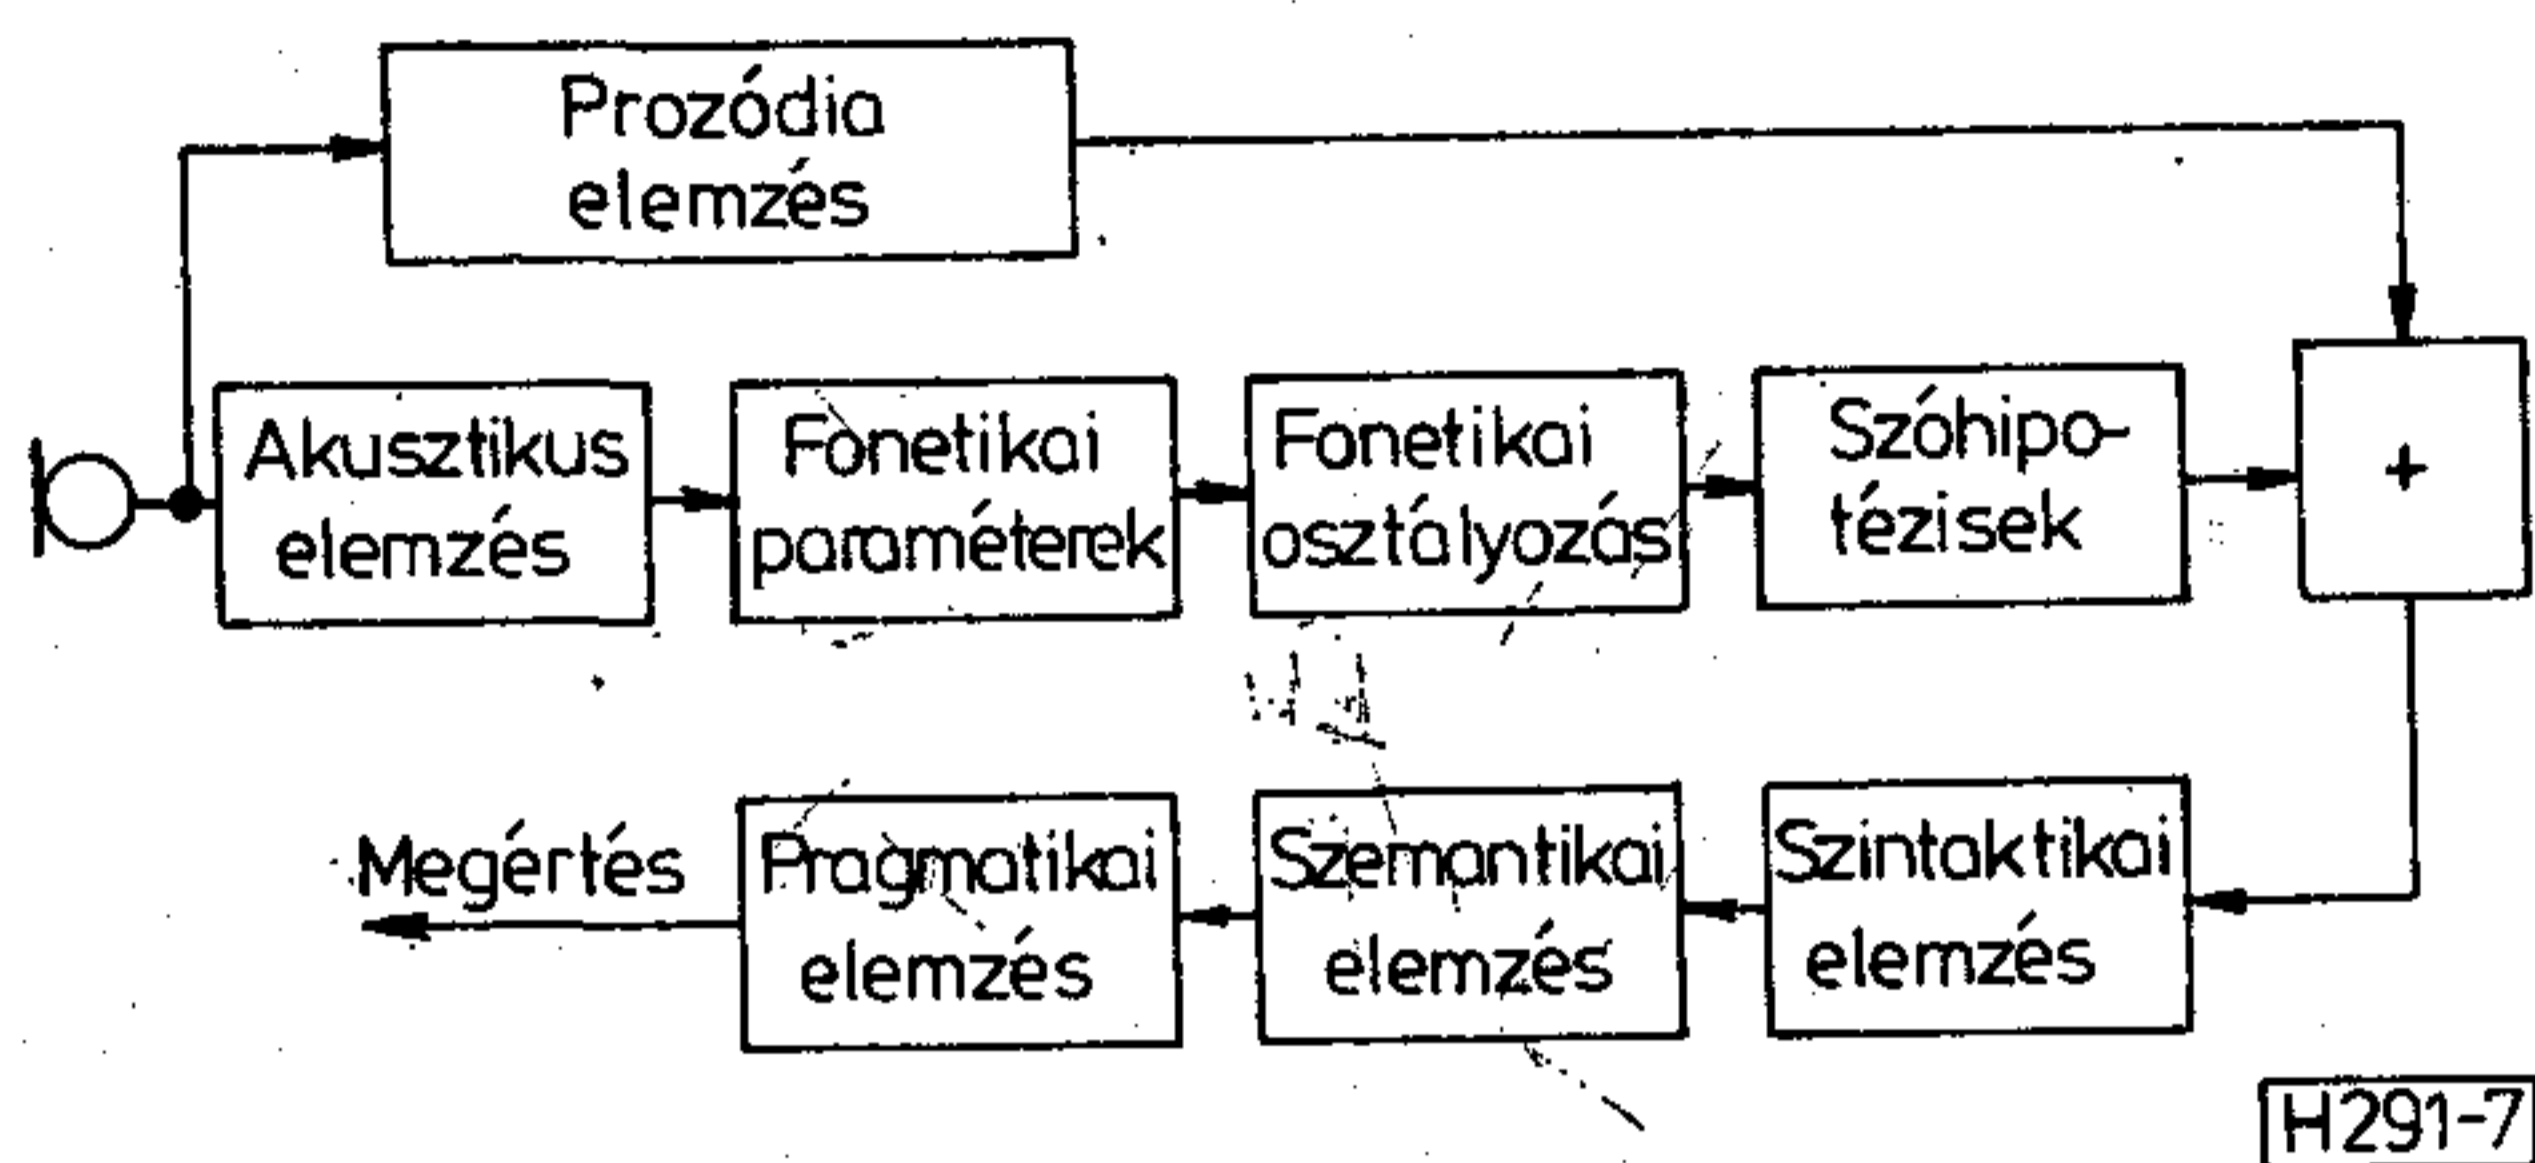 Prozódia
elemzés
Akusztikus
elemzés
Fonetikai
paraméterek
Fonetikai
osztályozás
Szóhipo-
tézisek
+
Megértés
Pragmatikai
elemzés
Szemantikai
elemzés
Szintaktikai
elemzés
H291-7